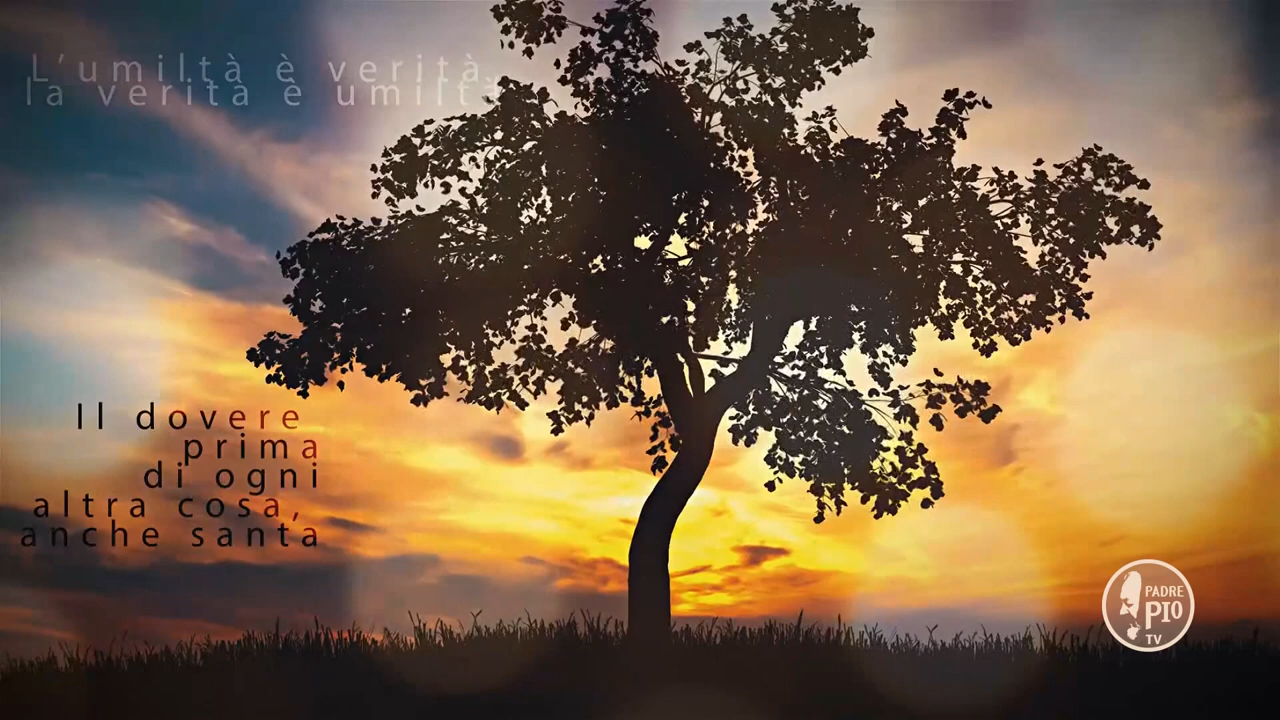 L'umiltà è verità,
la verità è umiltà
Il dovere
prima
di ogni
altra cosa,
anche santa
PADRE
PIO
TV